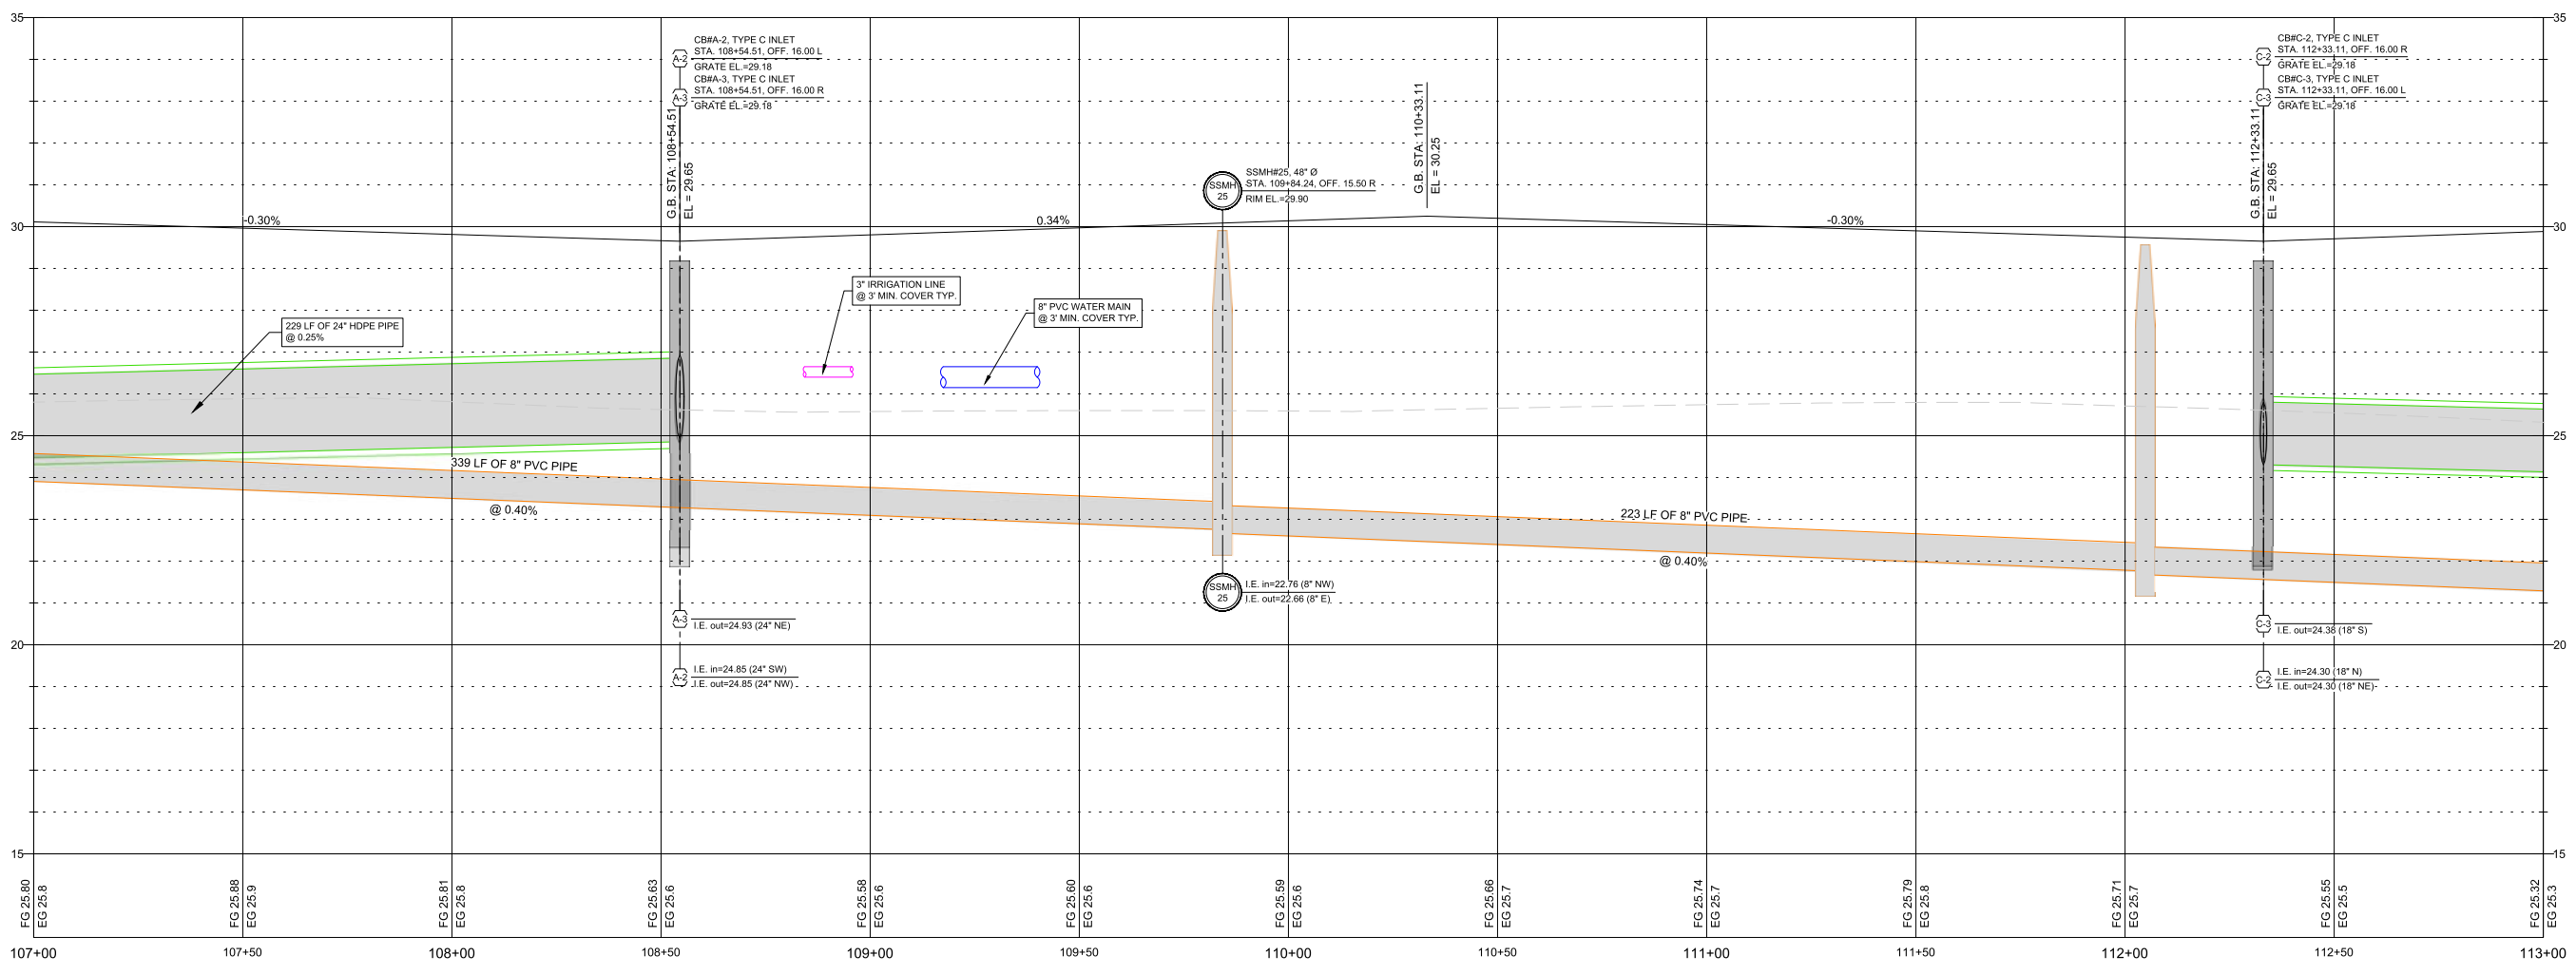 35
35
CB#A-2, TYPE C INLET
STA. 108+54.51, OFF. 16.00 L
A-2
GRATE EL.=29.18
CB#A-3, TYPE C INLET
STA. 108+54.51, OFF. 16.00 R
A-3
GRATE EL.=29.18
G.B. STA: 108+54.51
EL = 29.65
SSMH
25
SSMH#25, 48" Ø
STA. 109+84.24, OFF. 15.50 R
RIM EL.=29.90
G.B. STA: 110+33.11
EL = 30.25
CB#C-2, TYPE C INLET
STA. 112+33.11, OFF. 16.00 R
C-2
GRATE EL.=29.18
CB#C-3, TYPE C INLET
STA. 112+33.11, OFF. 16.00 L
C-3
GRATE EL.=29.18
G.B. STA: 112+33.11
EL = 29.65
-0.30%
0.34%
-0.30%
30
30
3" IRRIGATION LINE
@ 3' MIN. COVER TYP.
8" PVC WATER MAIN
@ 3' MIN. COVER TYP.
229 LF OF 24" HDPE PIPE
@ 0.25%
25
25
339 LF OF 8" PVC PIPE
@ 0.40%
223 LF OF 8" PVC PIPE
@ 0.40%
SSMH
25
I.E. in=22.76 (8" NW)
I.E. out=22.66 (8" E)
A-3
I.E. out=24.93 (24" NE)
C-3
I.E. out=24.38 (18" S)
20
20
A-2
I.E. in=24.85 (24" SW)
I.E. out=24.85 (24" NW)
C-2
I.E. in=24.30 (18" N)
I.E. out=24.30 (18" NE)
15
15
FG 25.80
EG 25.8
FG 25.88
EG 25.9
FG 25.81
EG 25.8
FG 25.63
EG 25.6
FG 25.58
EG 25.6
FG 25.60
EG 25.6
FG 25.59
EG 25.6
FG 25.66
EG 25.7
FG 25.74
EG 25.7
FG 25.79
EG 25.8
FG 25.71
EG 25.7
FG 25.55
EG 25.5
FG 25.32
EG 25.3
107+00
107+50
108+00
108+50
109+00
109+50
110+00
110+50
111+00
111+50
112+00
112+50
113+00